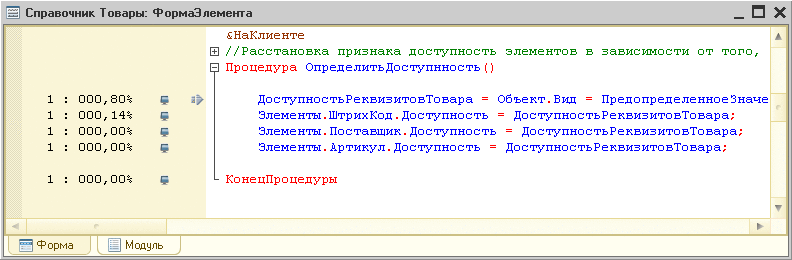 Справочник Товары: ФормаЭлемента
&НаКлиенте
//Расстановка признака доступность элементов в зависимости от того,
Процедура ОпределитьДоступнность()
1 : 000,80% ДоступностьРеквизитовТовара = Объект.Вид = ПредопределенноеЗначе
1 : 000,14% Элементы.ШтрихКод.Доступность = ДоступностьРеквизитовТовара;
1 : 000,00% Элементы.Поставщик.Доступность = ДоступностьРеквизитовТовара;
1 : 000,00% Элементы.Артикул.Доступность = ДоступностьРеквизитовТовара;
1 : 000,00% КонецПроцедуры
Форма Модуль